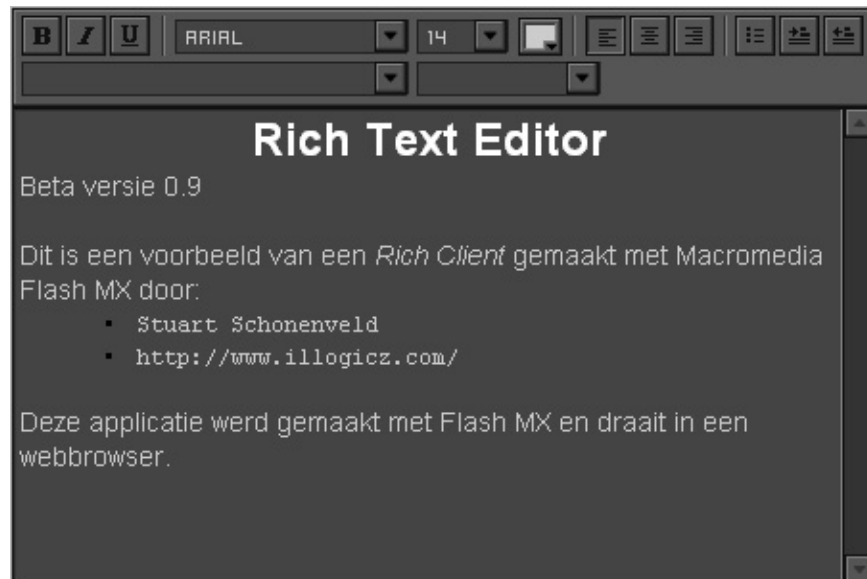 B I U ARIAL 14
Rich Text Editor
Beta versie 0.9
Dit is een voorbeeld van een Rich Client gemaakt met Macromedia
Flash MX door:
Stuart Schonenveld
http://www.illogicz.com/
Deze applicatie werd gemaakt met Flash MX en draait in een
webbrowser.